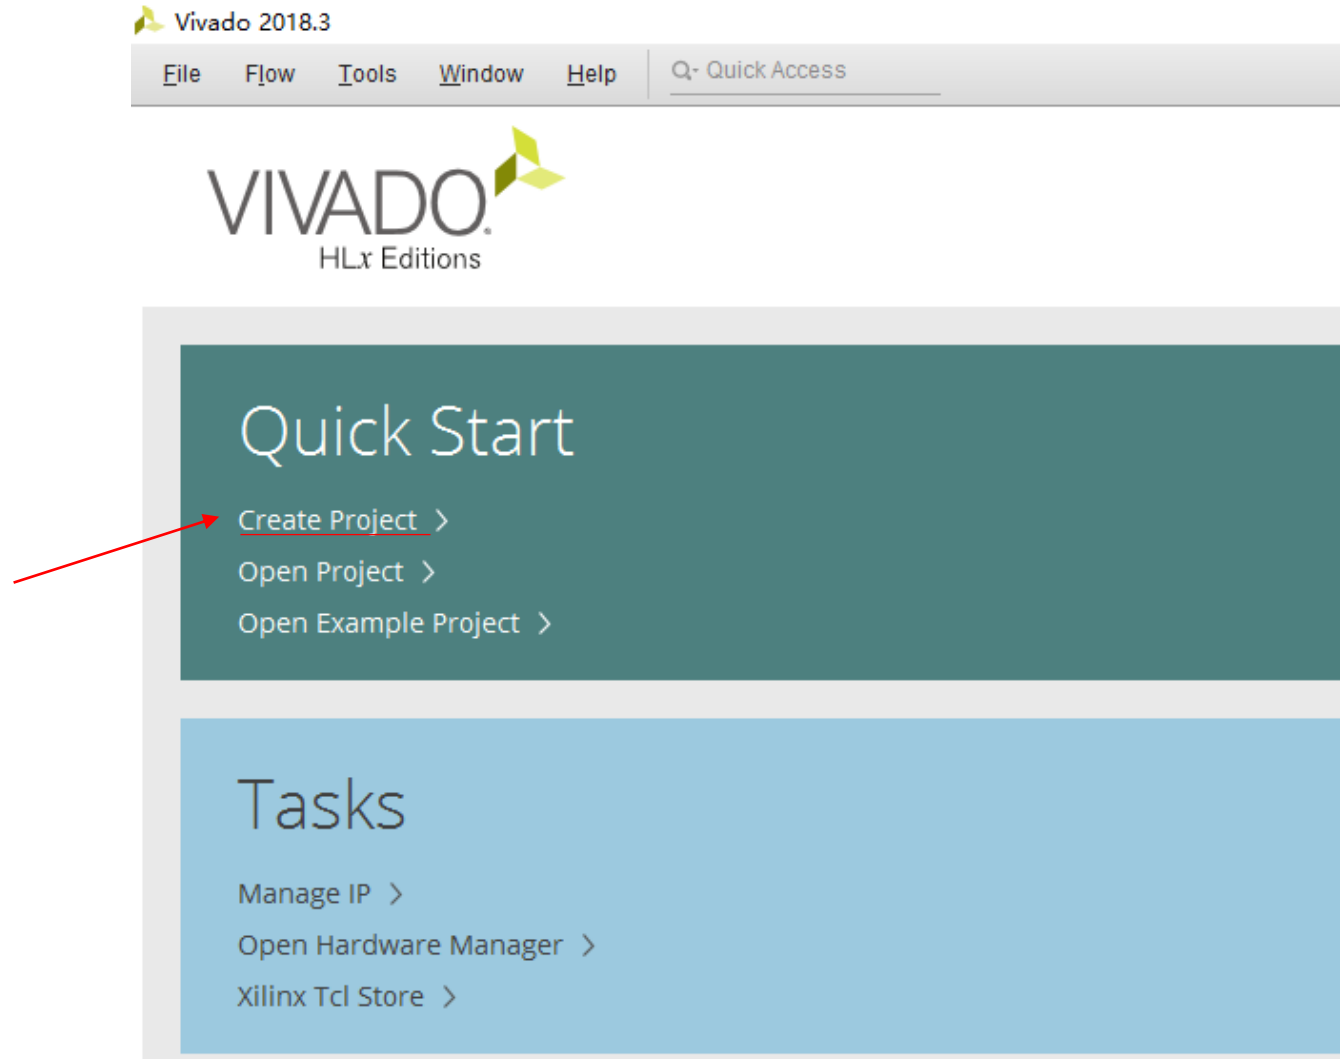 Vivado 2018.3
File Flow Tools Window Help Quick Access
VIVADO.
HLx Editions
Quick Start
Create Project
Open Project
Open Example Project
Tasks
Manage IP
Open Hardware Manager
Xilinx Tcl Store